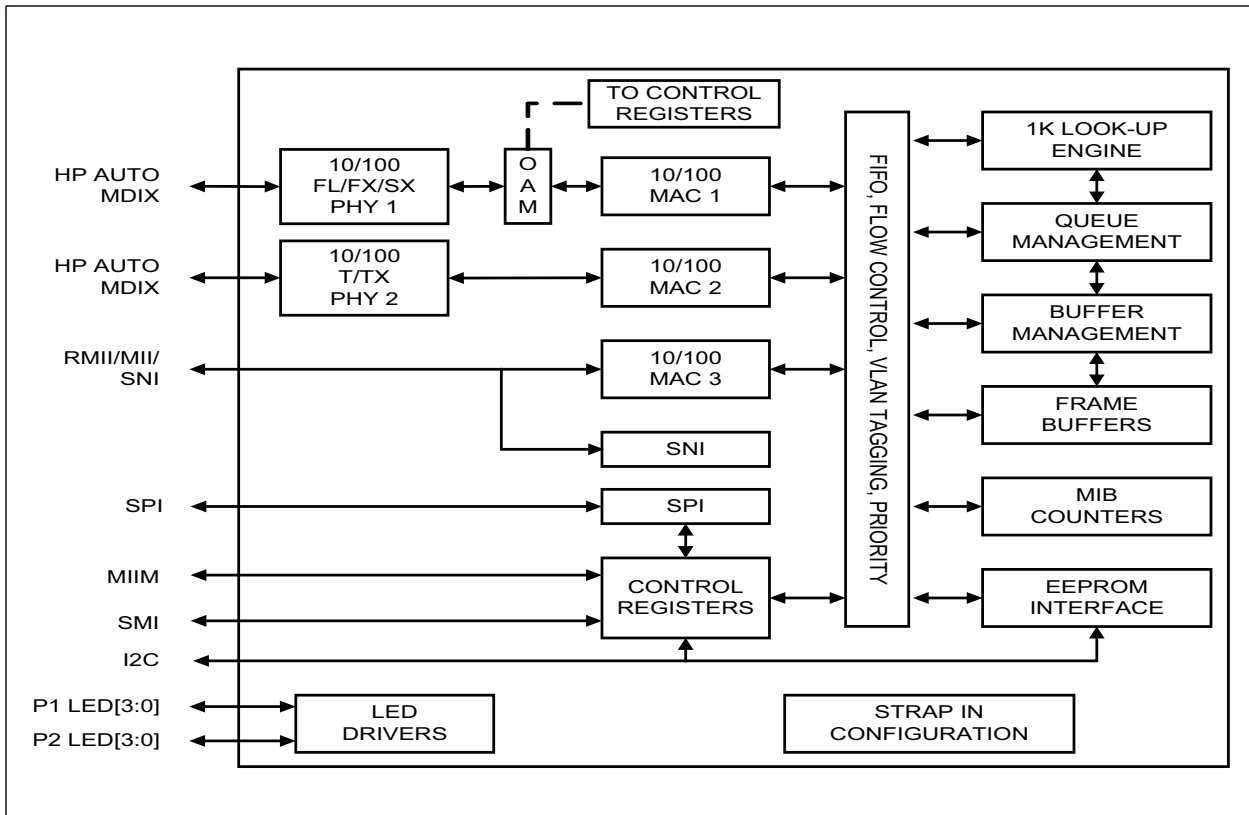 TO CONTROL
REGISTERS
HP AUTO
MDIX
10/100
FL/FX/SX
PHY 1
O
A
M
10/100
MAC 1
FIFO, FLOW CONTROL, VLAN TAGGING, PRIORITY
1K LOOK-UP
ENGINE
HP AUTO
MDIX
10/100
T/TX
PHY 2
10/100
MAC 2
QUEUE
MANAGEMENT
BUFFER
MANAGEMENT
RMII/MII/
SNI
10/100
MAC 3
FRAME
BUFFERS
SNI
SPI
SPI
MIB
COUNTERS
MIIM
SMI
I2C
CONTROL
REGISTERS
EEPROM
INTERFACE
P1 LED[3:0]
P2 LED[3:0]
LED
DRIVERS
STRAP IN
CONFIGURATION